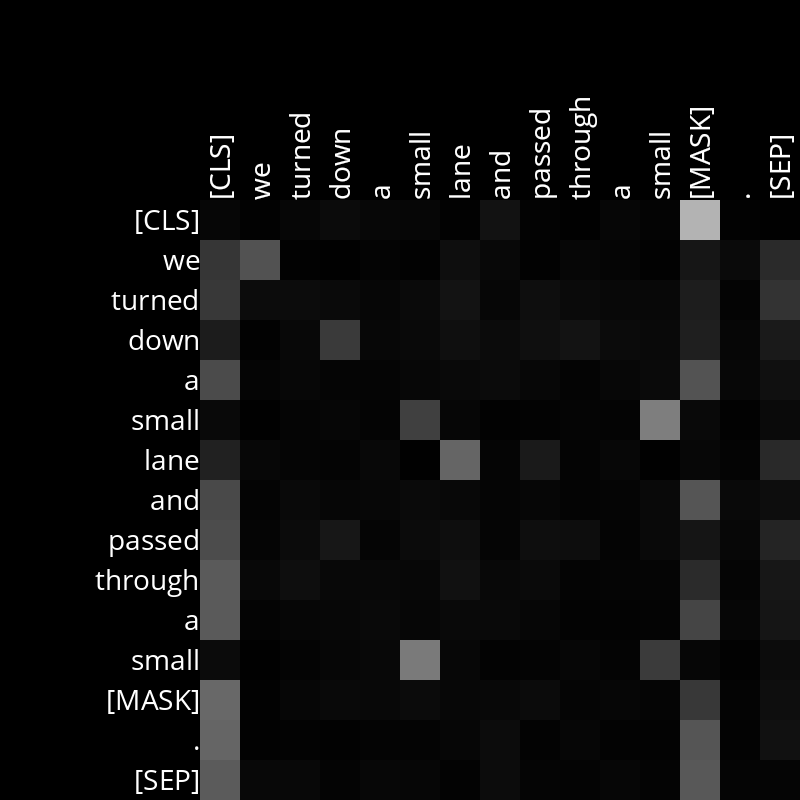 [CLS] we turned down a small lane and passed through a small [MASK] . [SEP]
[CLS]
we
turned
down
a
small
lane
and
passed
through
a
small
[MASK]
.
[SEP]